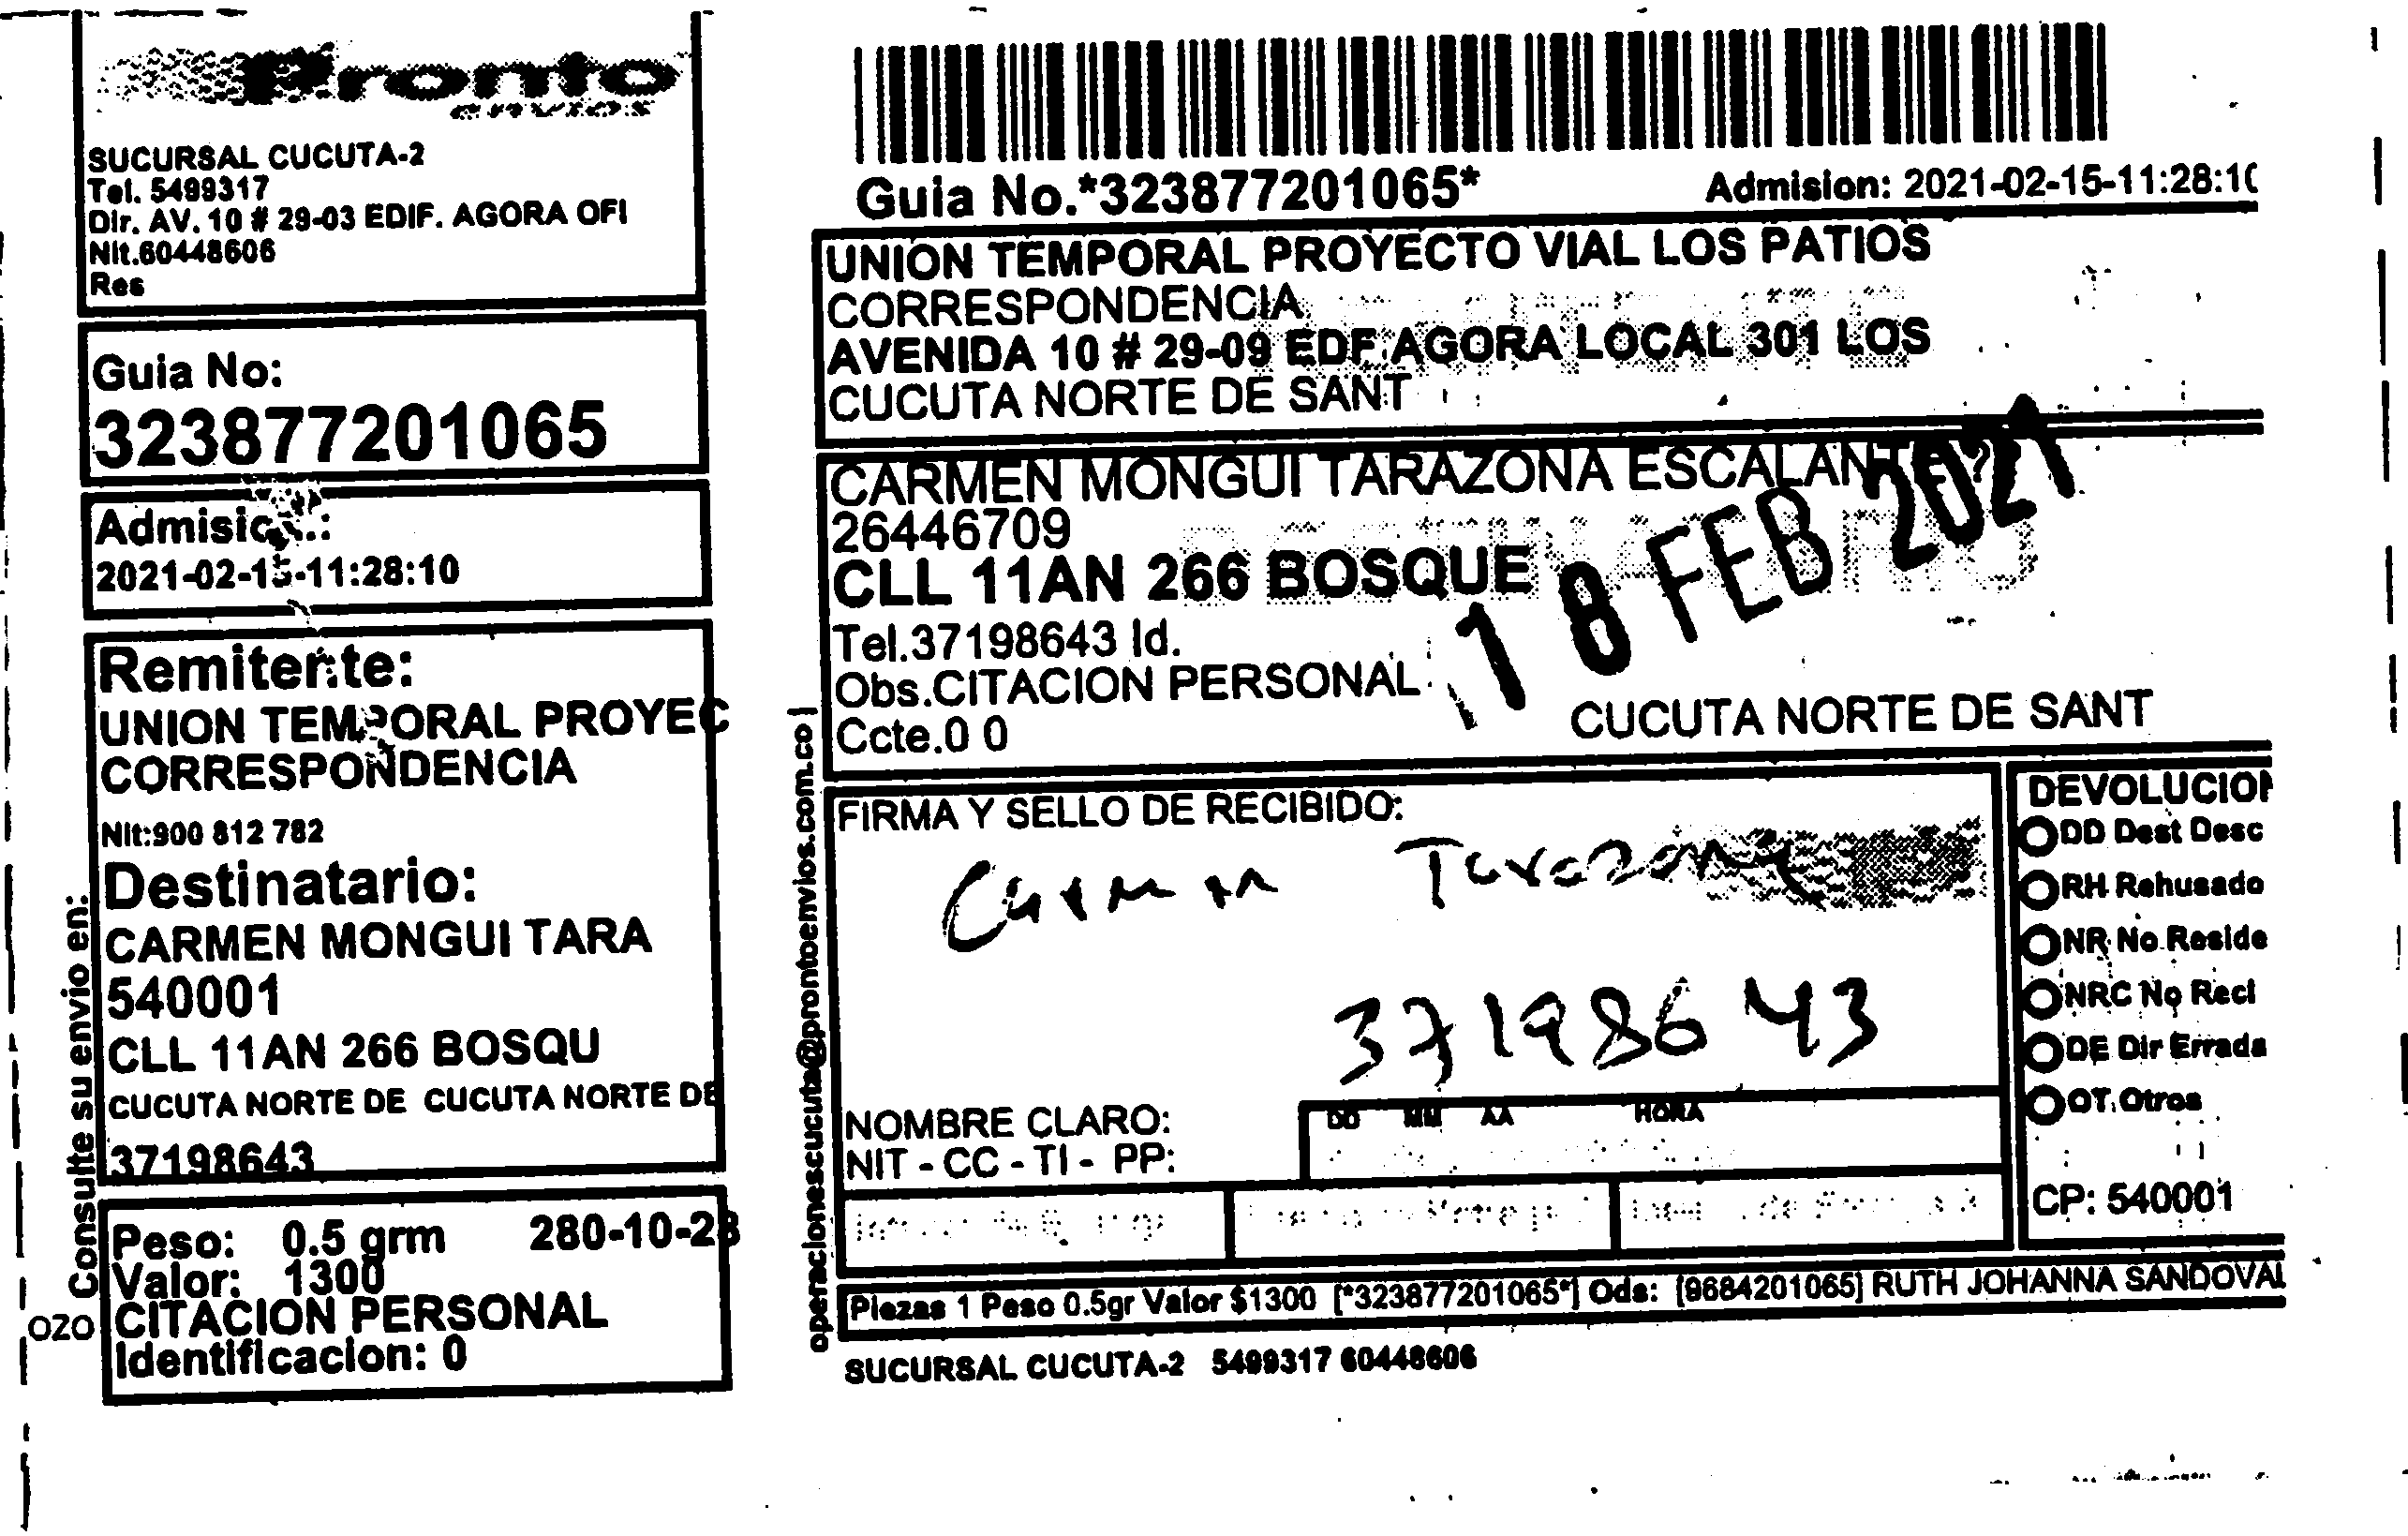 Pronto
envios
SUCURSAL CUCUTA-2
Tel. 5499317
Dir. AV. 10 # 29-03 EDIF. AGORA OFI
Nit.60448606
Res
Guia No:
323877201065
Admision:
2021-02-15-11:28:10
Remitente:
UNION TEMPORAL PROYEC
CORRESPONDENCIA
Nit:900 812 782
Destinatario:
CARMEN MONGUI TARA
540001
CLL 11AN 266 BOSQU
CUCUTA NORTE DE CUCUTA NORTE DE
37198643
Peso: 0.5 grm 280-10-28
Valor: 1300
CITACION PERSONAL
Identificacion: 0
Consulte su envio en:
020
Guia No.*323877201065* Admision: 2021-02-15-11:28:10
UNION TEMPORAL PROYECTO VIAL LOS PATIOS
CORRESPONDENCIA
AVENIDA 10 # 29-09 EDF AGORA LOCAL 301 LOS
CUCUTA NORTE DE SANT
CARMEN MONGUI TARAZONA ESCALANTE ?
26446709
CLL 11AN 266 BOSQUE
18 FEB 2021
Tel.37198643 Id.
Obs.CITACION PERSONAL
Ccte.0 0 CUCUTA NORTE DE SANT
operacionescucuta@prontoenvios.com.co |
FIRMA Y SELLO DE RECIBIDO:
Carmen Tarazona
37198643
NOMBRE CLARO:
NIT - CC - TI - PP:
DD MM AA HORA
DEVOLUCION
DD Dest Desc
RH Rehusado
NR No Reside
NRC No Recl
DE Dir Errada
OT Otros
CP: 540001
Piezas 1 Peso 0.5gr Valor $1300 [*323877201065*] Ods: [9684201065] RUTH JOHANNA SANDOVAL
SUCURSAL CUCUTA-2 5499317 60448606